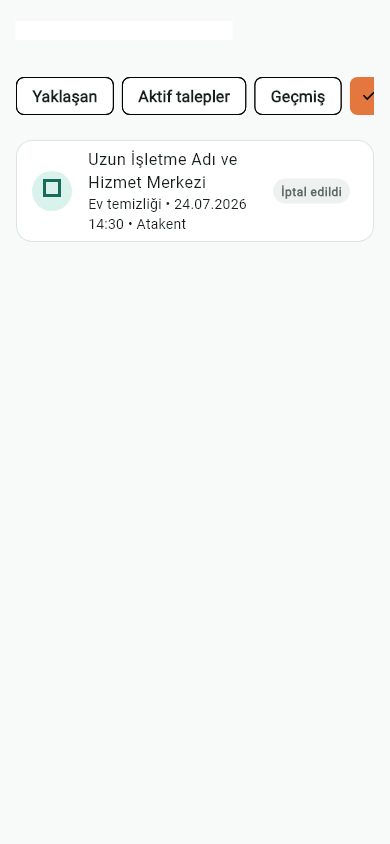 Yaklaşan
Aktif talepler
Geçmiş
Uzun İşletme Adı ve
Hizmet Merkezi
Ev temizliği • 24.07.2026
14:30 • Atakent
İptal edildi